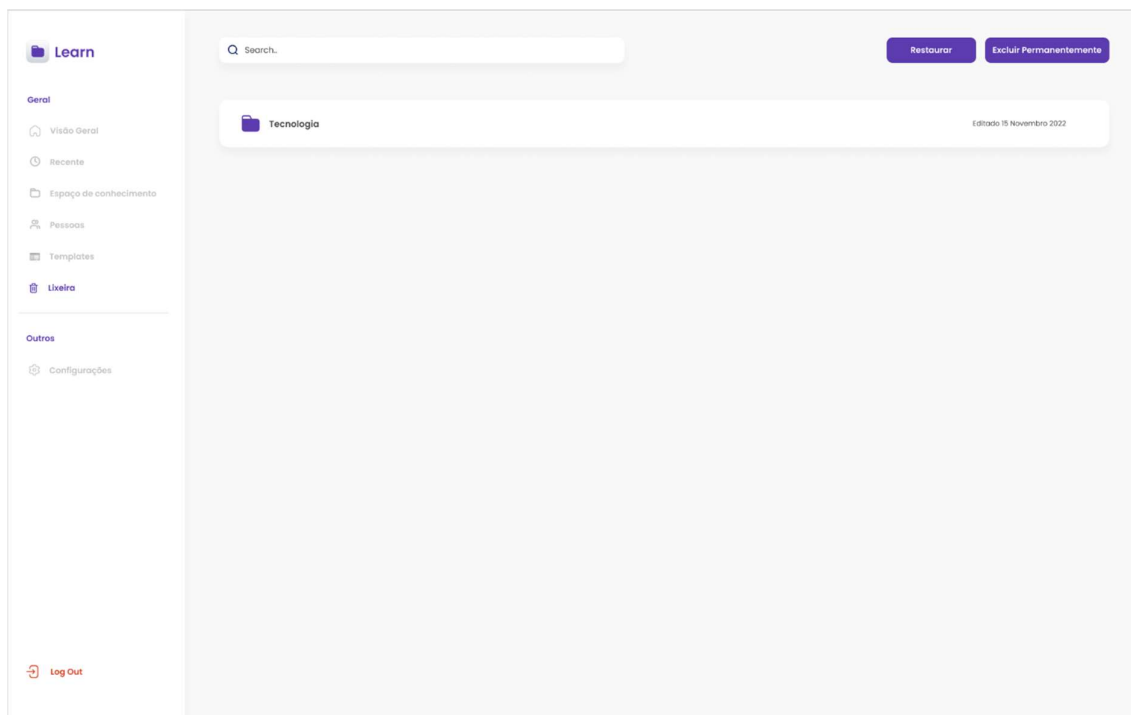 Learn
Geral
Visão Geral
Recente
Espaço de conhecimento
Pessoas
Templates
Lixeira
Outros
Configurações
Log Out
Search..
Restaurar
Excluir Permanentemente
Tecnologia
Editado 15 Novembro 2022